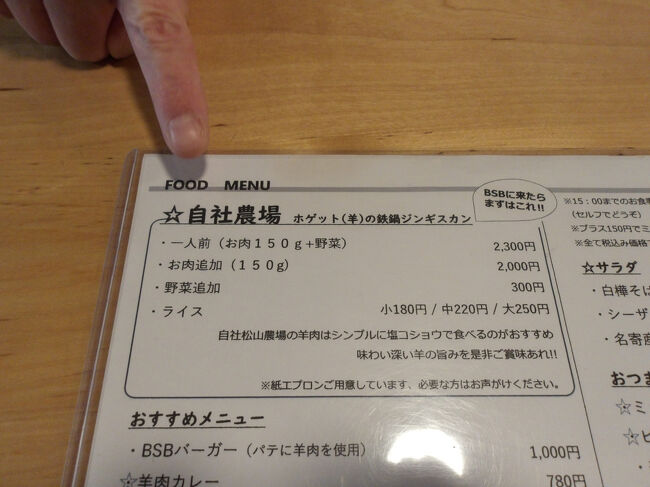 FOOD MENU
BSBに来たら
まずはこれ!!
☆自社農場 ホゲット(羊)の鉄鍋ジンギスカン
・一人前（お肉150g+野菜） 2,300円
・お肉追加（150g) 2,000円
・野菜追加 300円
・ライス 小180円 / 中220円 / 大250円
自社松山農場の羊肉はシンプルに塩コショウで食べるのがおすすめ
味わい深い羊の旨みを是非ご賞味あれ!!
※紙エプロンご用意しています、必要な方はお声がけください。
おすすめメニュー
・BSBバーガー（パテに羊肉を使用） 1,000円
☆羊肉カレー 780円
※15：00までのお食事
(セルフでどうぞ)
※プラス150円でミ
※全て税込み価格
☆サラダ
・白樺そば
・シーザ
・名寄産
おつま
☆ミ
☆ピ